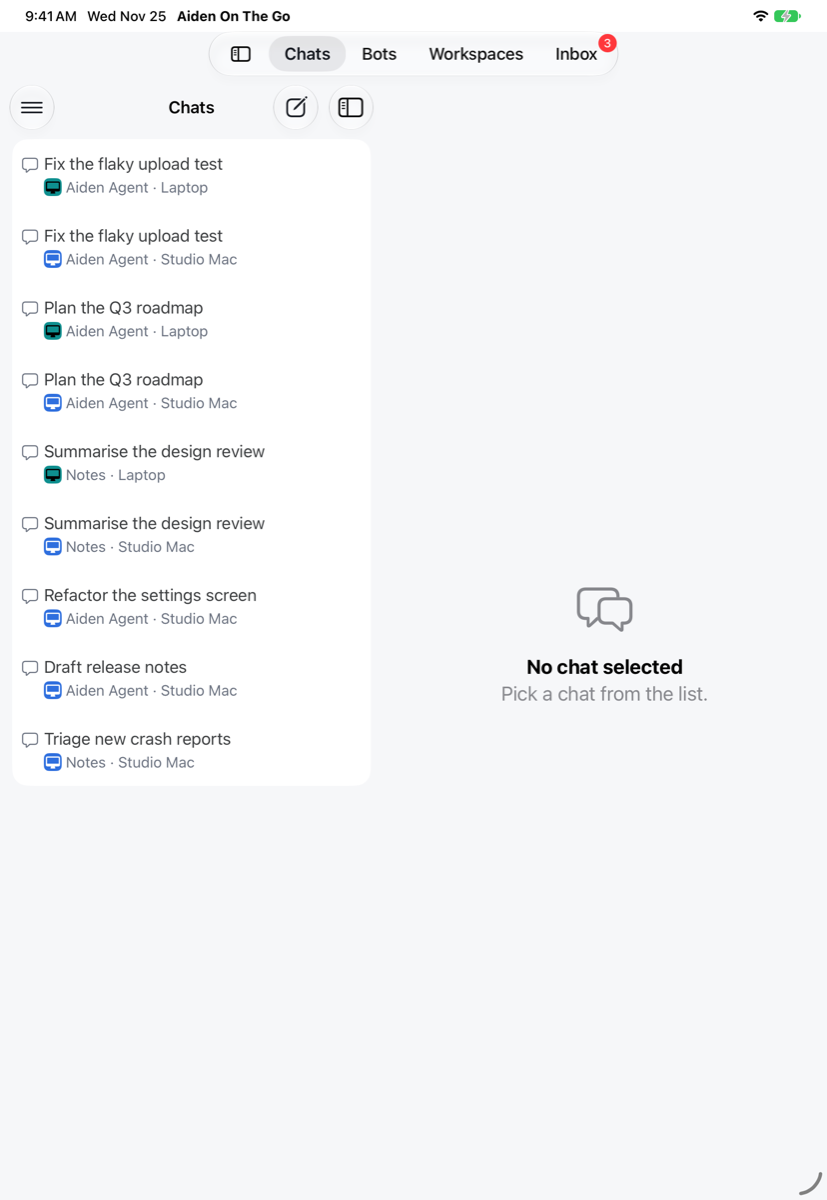 9:41 AM Wed Nov 25 Aiden On The Go
Chats Bots Workspaces Inbox 3
Chats
Fix the flaky upload test
Aiden Agent · Laptop
Fix the flaky upload test
Aiden Agent · Studio Mac
Plan the Q3 roadmap
Aiden Agent · Laptop
Plan the Q3 roadmap
Aiden Agent · Studio Mac
Summarise the design review
Notes · Laptop
Summarise the design review
Notes · Studio Mac
Refactor the settings screen
Aiden Agent · Studio Mac
Draft release notes
Aiden Agent · Studio Mac
Triage new crash reports
Notes · Studio Mac
No chat selected
Pick a chat from the list.